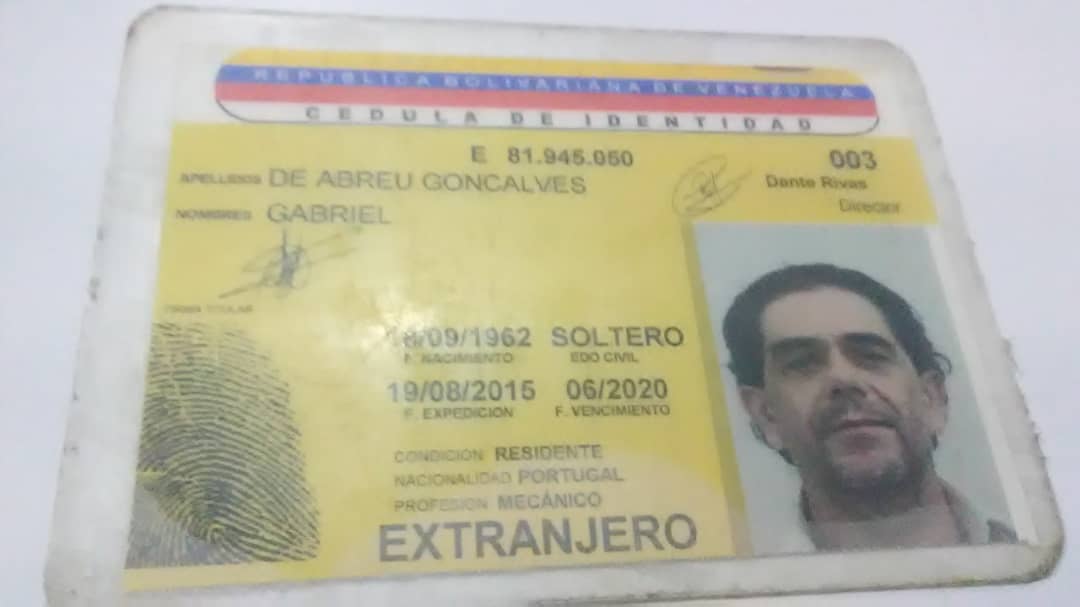 REPUBLICA BOLIVARIANA DE VENEZUELA
CEDULA DE IDENTIDAD
E 81.945.050
003
APELLIDOS DE ABREU GONCALVES
Dante Rivas
Director
NOMBRES GABRIEL
FIRMA TITULAR
/09/1962 SOLTERO
F. NACIMIENTO EDO CIVIL
19/08/2015 06/2020
F. EXPEDICION F. VENCIMIENTO
CONDICION RESIDENTE
NACIONALIDAD PORTUGAL
PROFESION MECÁNICO
EXTRANJERO